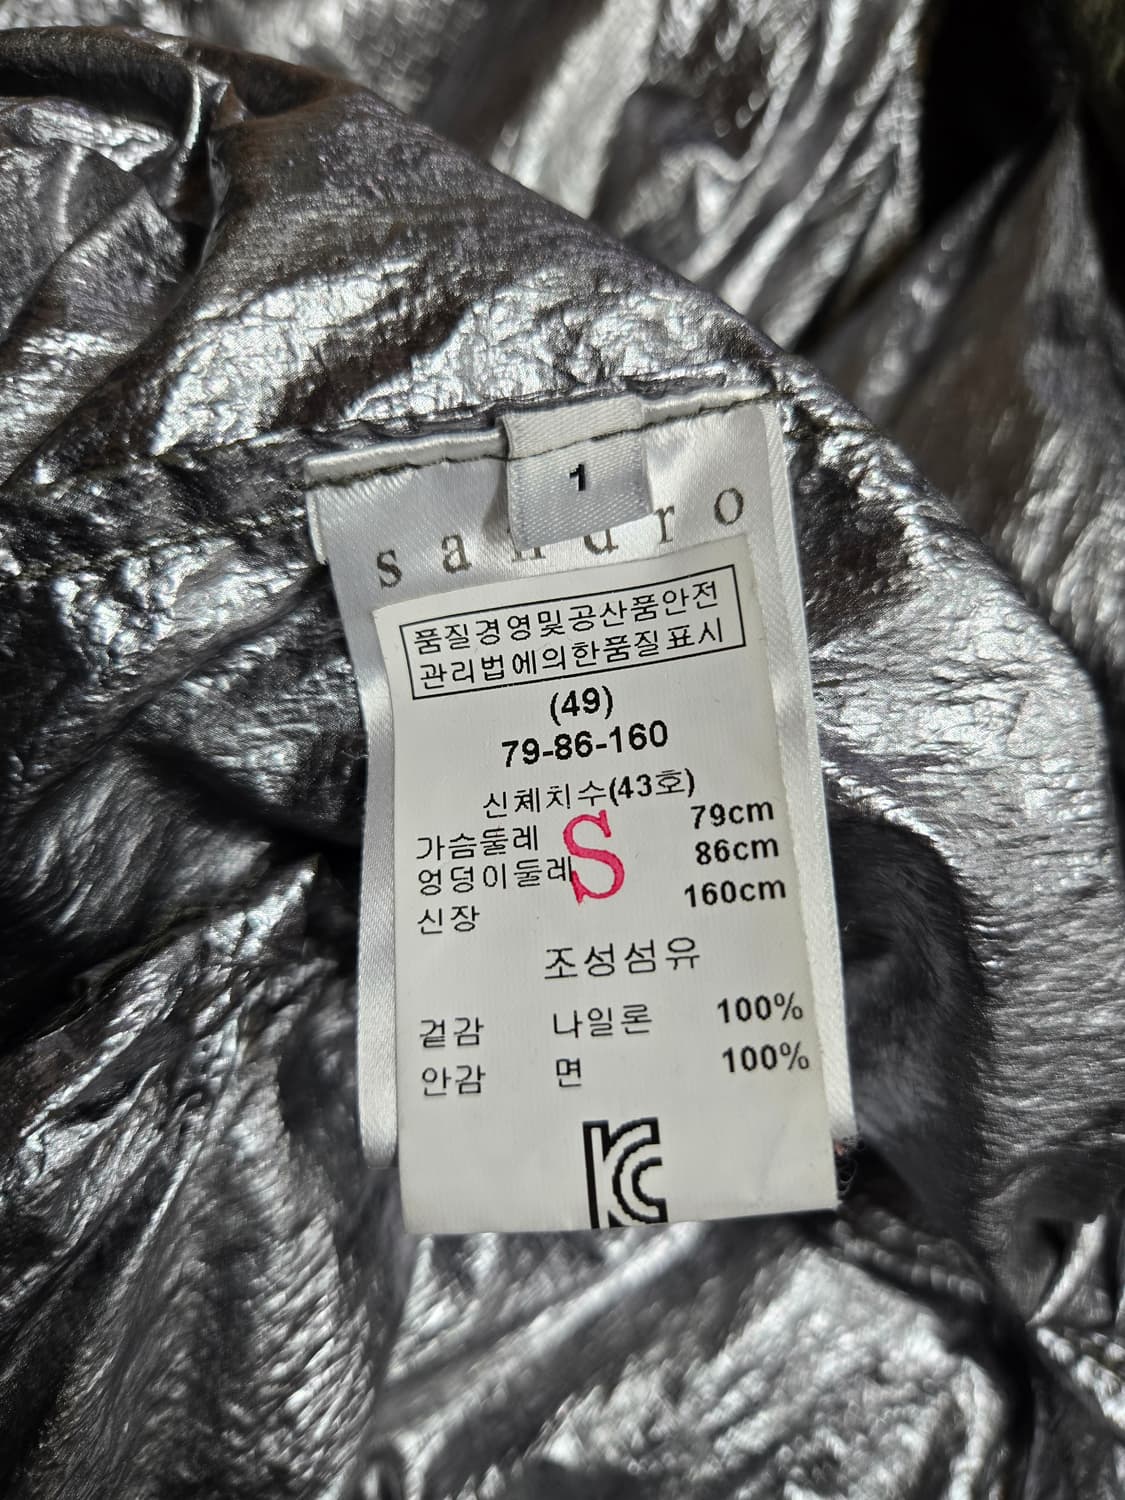 1
sandro
품질경영및공산품안전
관리법에의한품질표시
(49)
79-86-160
신체치수(43호)
가슴둘레 79cm
엉덩이둘레 86cm
신장 160cm
S
조성섬유
겉감 나일론 100%
안감 면 100%
KC